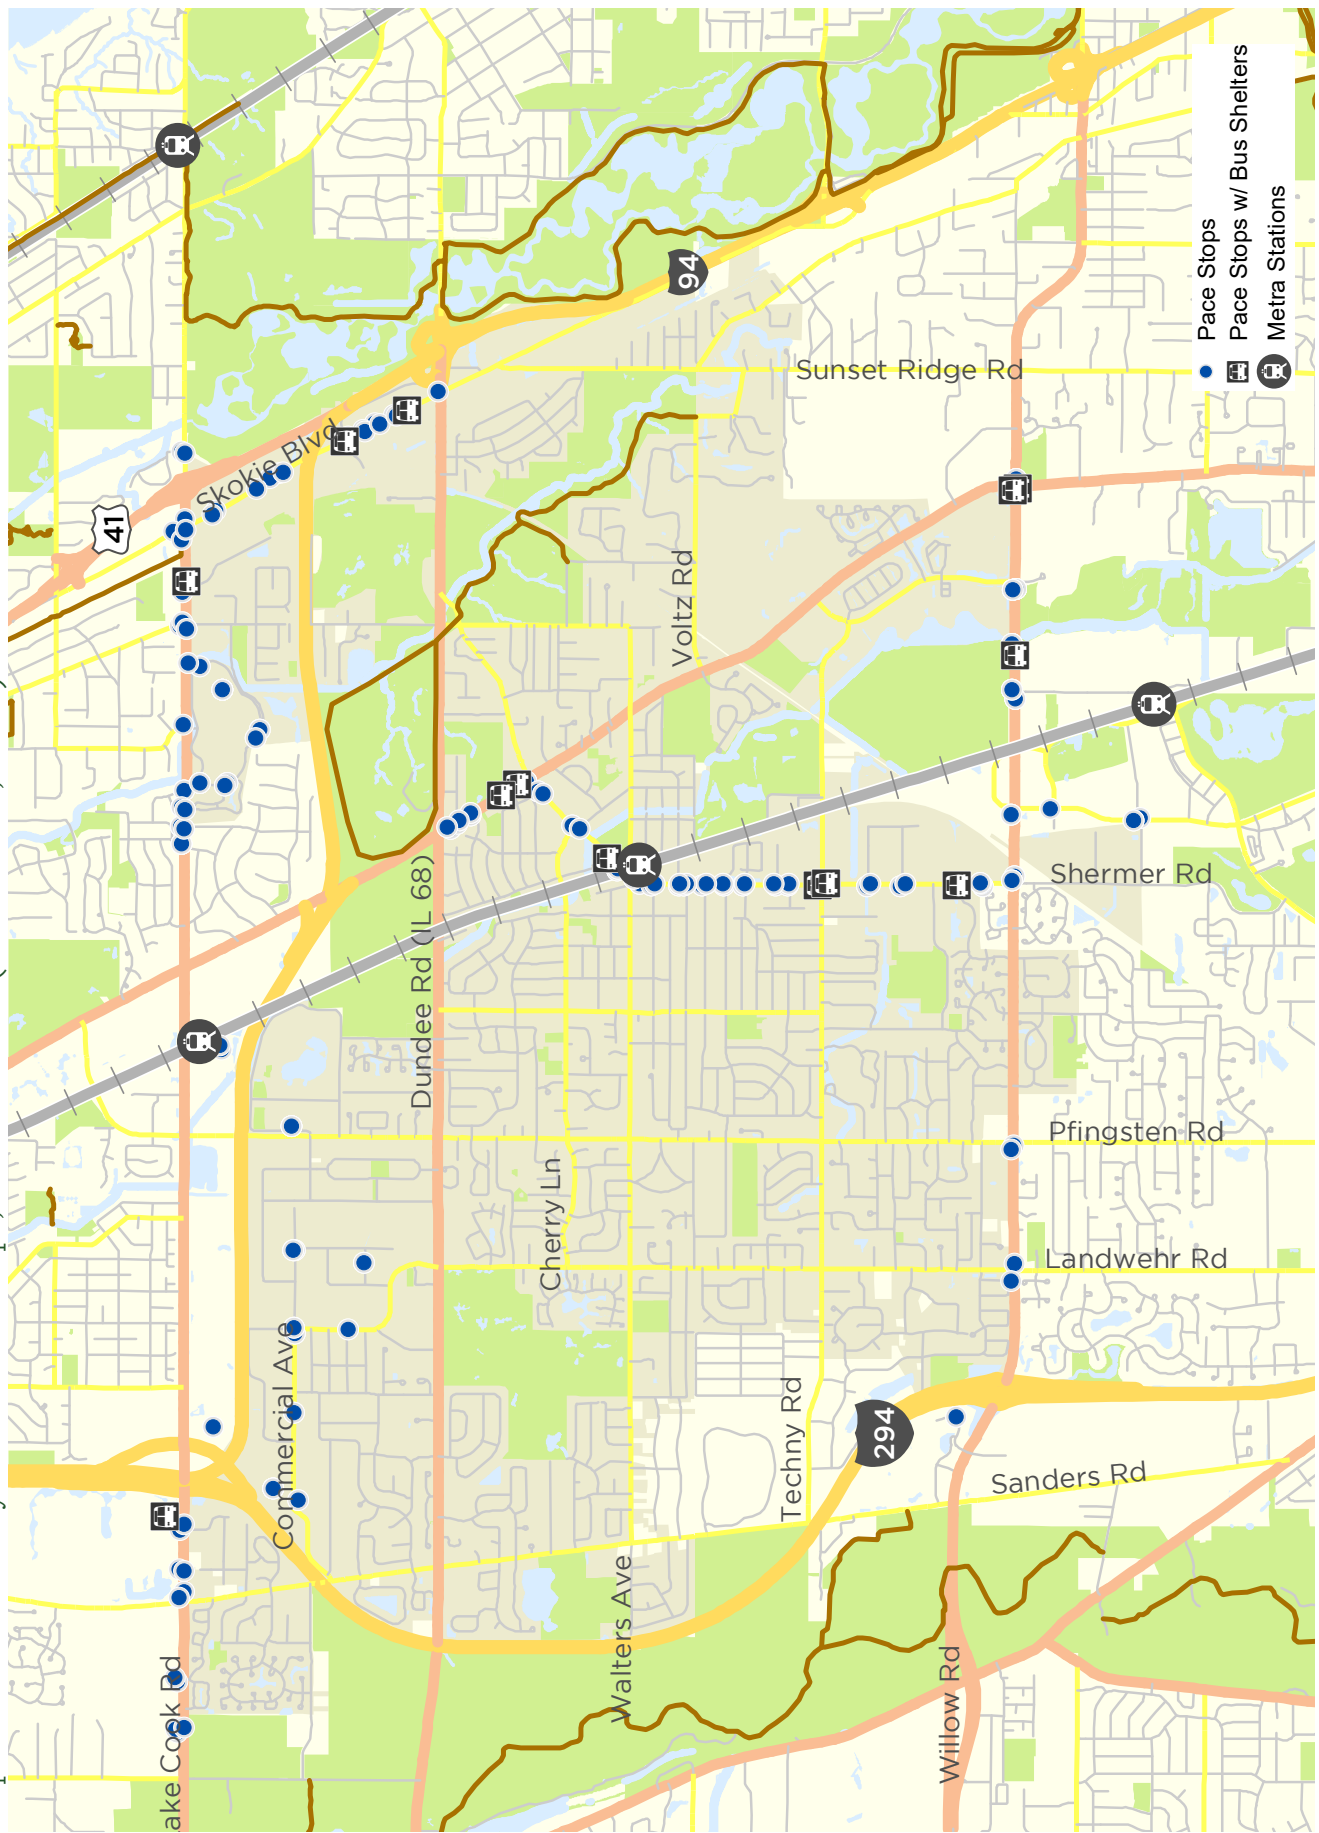 41
Skokie Blvd
94
Sunset Ridge Rd
Pace Stops
Pace Stops w/ Bus Shelters
Metra Stations
Voltz Rd
Dundee Rd (IL 68)
Shermer Rd
Pfingsten Rd
Cherry Ln
Landwehr Rd
Commercial Ave
Techny Rd
294
Sanders Rd
Walters Ave
Willow Rd
ake Cook Rd